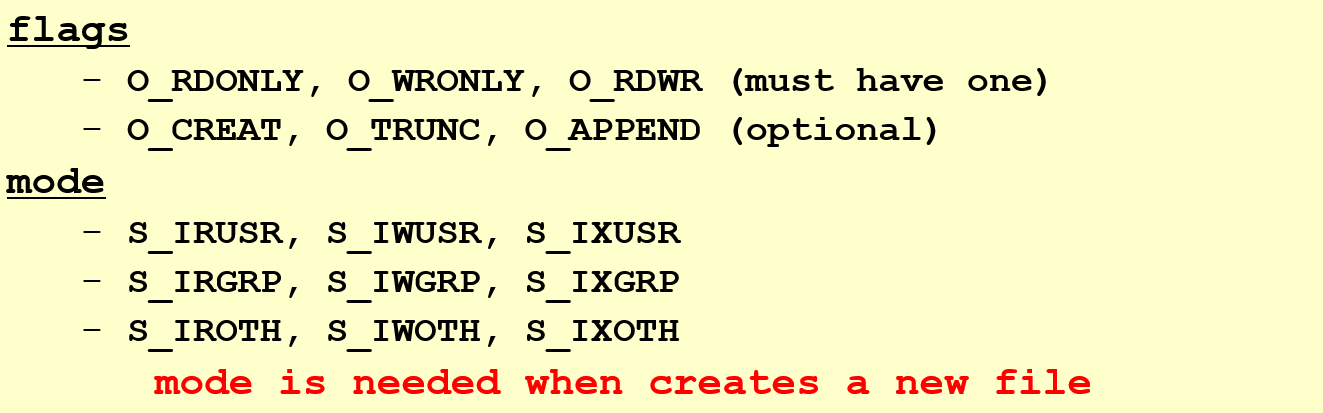 flags
– O_RDONLY, O_WRONLY, O_RDWR (must have one)
– O_CREAT, O_TRUNC, O_APPEND (optional)
mode
– S_IRUSR, S_IWUSR, S_IXUSR
– S_IRGRP, S_IWGRP, S_IXGRP
– S_IROTH, S_IWOTH, S_IXOTH
mode is needed when creates a new file